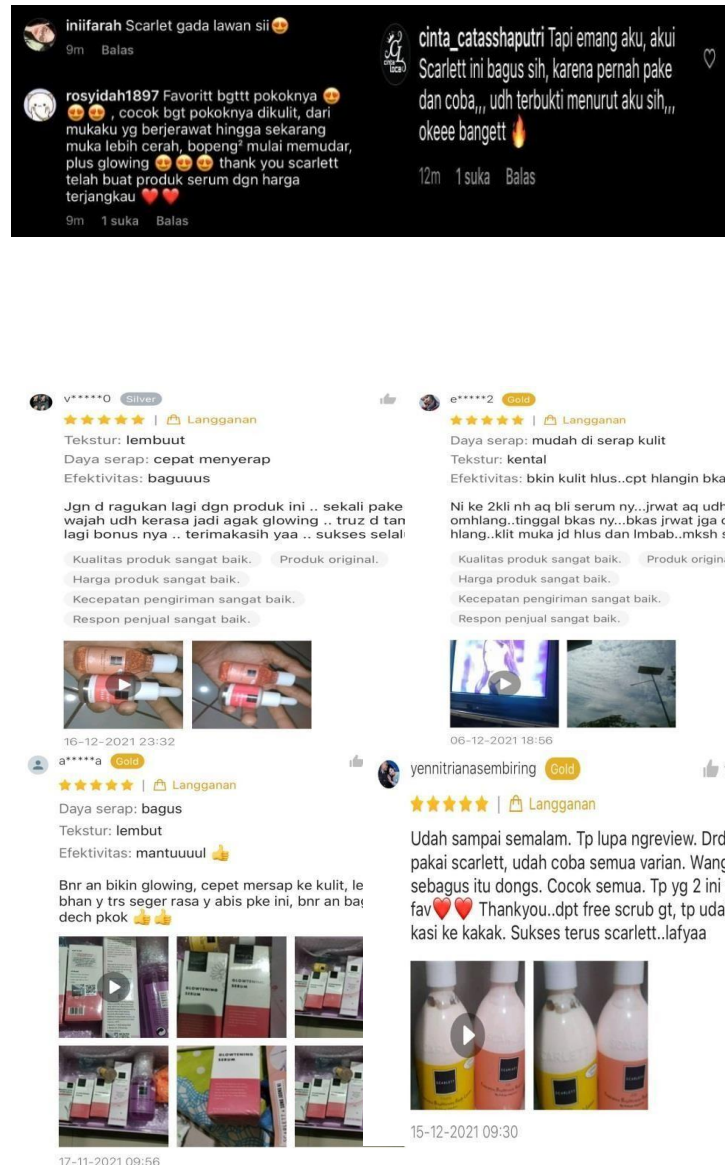 iniifarah Scarlet gada lawan sii😍
9m Balas
rosyidah1897 Favoritt bgttt pokoknya 😍
😍😍 , cocok bgt pokoknya dikulit, dari
mukaku yg berjerawat hingga sekarang
muka lebih cerah, bopeng² mulai memudar,
plus glowing 😍😍😍 thank you scarlett
telah buat produk serum dgn harga
terjangkau ❤️❤️
9m 1 suka Balas
cinta_catasshaputri Tapi emang aku, akui
Scarlett ini bagus sih, karena pernah pake
dan coba,,, udh terbukti menurut aku sih,,,
okeee bangett 🔥
12m 1 suka Balas
v*****0 Silver
Langganan
Tekstur: lembuut
Daya serap: cepat menyerap
Efektivitas: baguuus
Jgn d ragukan lagi dgn produk ini .. sekali pake
wajah udh kerasa jadi agak glowing .. truz d tam
lagi bonus nya .. terimakasih yaa .. sukses selal
Kualitas produk sangat baik. Produk original.
Harga produk sangat baik.
Kecepatan pengiriman sangat baik.
Respon penjual sangat baik.
16-12-2021 23:32
e*****2 Gold
Langganan
Daya serap: mudah di serap kulit
Tekstur: kental
Efektivitas: bkin kulit hlus..cpt hlangin bka
Ni ke 2kli nh aq bli serum ny...jrwat aq udh
omhlang..tinggal bkas ny...bkas jrwat jga
hlang..klit muka jd hlus dan lmbab..mksh s
Kualitas produk sangat baik. Produk origina
Harga produk sangat baik.
Kecepatan pengiriman sangat baik.
Respon penjual sangat baik.
06-12-2021 18:56
a*****a Gold
Langganan
Daya serap: bagus
Tekstur: lembut
Efektivitas: mantuuuul 👍
Bnr an bikin glowing, cepet mersap ke kulit, le
bhan y trs seger rasa y abis pke ini, bnr an bag
dech pkok 👍👍
GLOWTENING
SERUM
GLOWTENING
SERUM
17-11-2021 09:56
yennitrianasembiring Gold
Langganan
Udah sampai semalam. Tp lupa ngreview. Drd
pakai scarlett, udah coba semua varian. Wang
sebagus itu dongs. Cocok semua. Tp yg 2 ini
fav❤️❤️ Thankyou..dpt free scrub gt, tp uda
kasi ke kakak. Sukses terus scarlett..lafyaa
SCARLETT
SCARLETT
15-12-2021 09:30